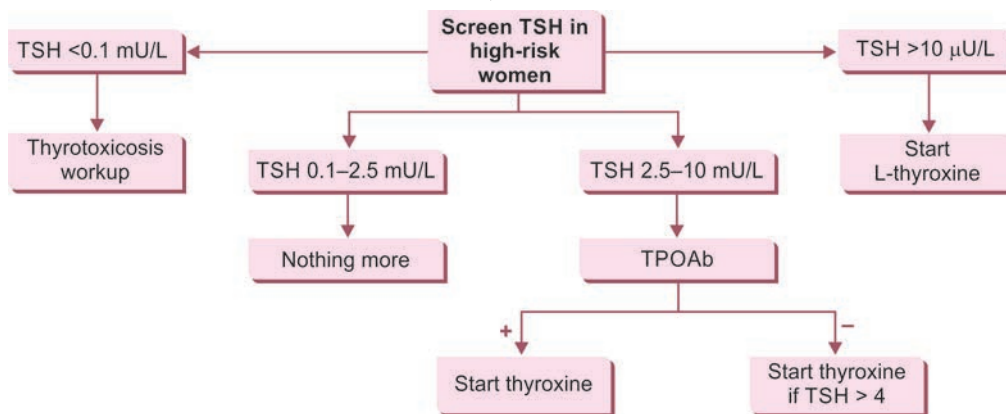 Screen TSH in
high-risk
women
TSH <0.1 mU/L
TSH >10 μU/L
Thyrotoxicosis
workup
TSH 0.1–2.5 mU/L
TSH 2.5–10 mU/L
Start
L-thyroxine
Nothing more
TPOAb
+
–
Start thyroxine
Start thyroxine
if TSH > 4